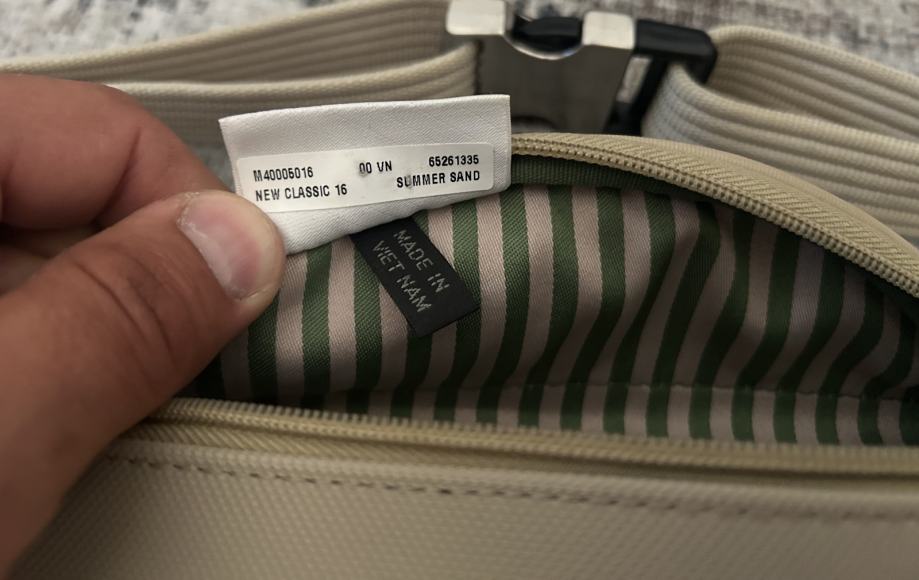 M40005016 00 VN 65261335
NEW CLASSIC 16 SUMMER SAND
MADE IN
VIET NAM